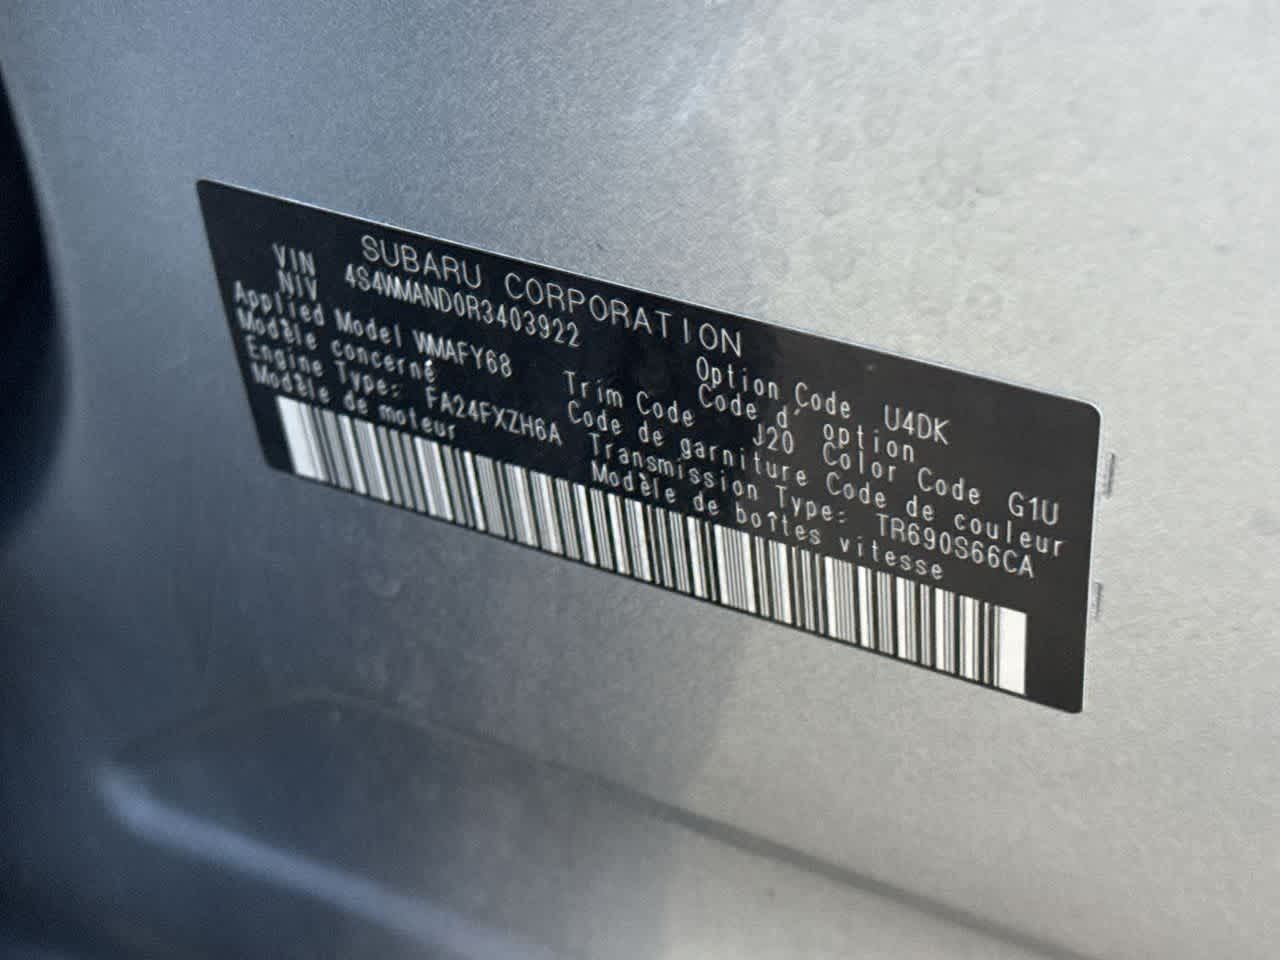 SUBARU CORPORATION
VIN
NIV 4S4WMAND0R3403922
Applied Model WMAFY68
Modèle concerné
Engine Type: FA24FXZH6A
Modèle de moteur
Option Code U4DK
Code d' option
Trim Code J20 Color Code G1U
Code de garniture Code de couleur
Transmission Type: TR690S66CA
Modèle de boîtes vitesse